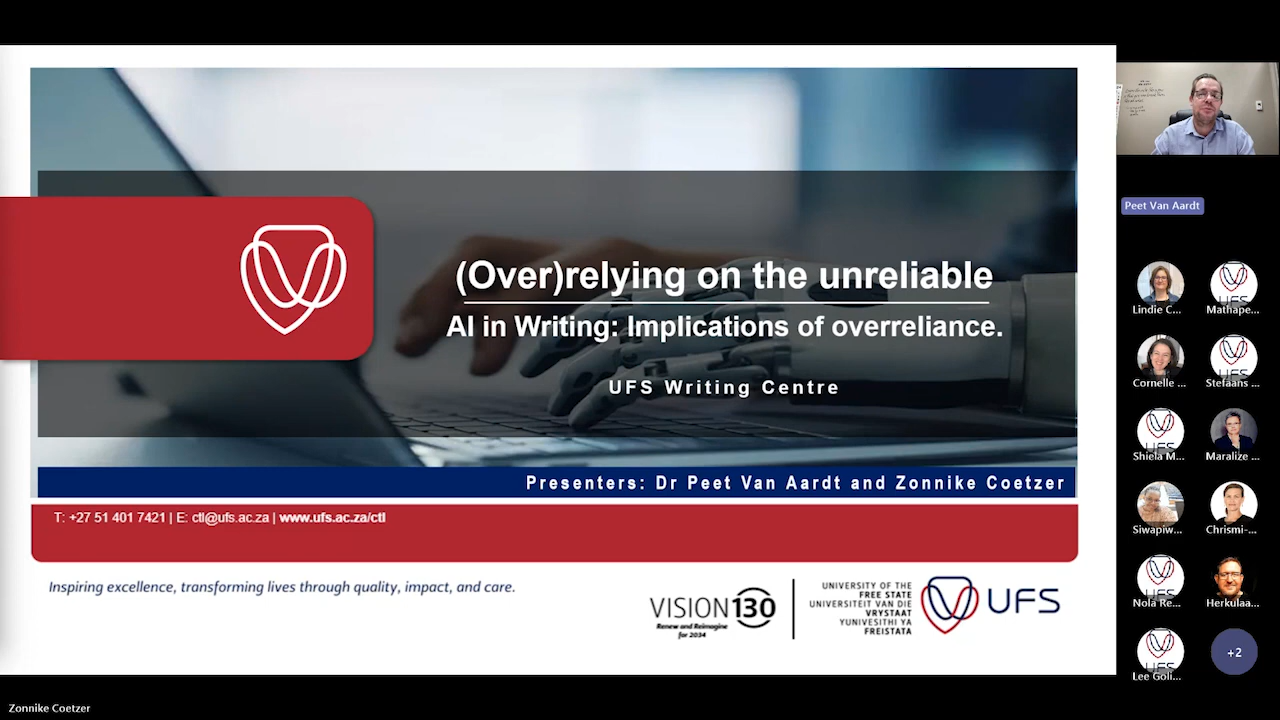 (Over)relying on the unreliable
AI in Writing: Implications of overreliance.
UFS Writing Centre
Presenters: Dr Peet Van Aardt and Zonnike Coetzer
T: +27 51 401 7421 | E: ctl@ufs.ac.za | www.ufs.ac.za/ctl
Inspiring excellence, transforming lives through quality, impact, and care.
VISION 130
Renew and Reimagine
for 2034
UNIVERSITY OF THE
FREE STATE
UNIVERSITEIT VAN DIE
VRYSTAAT
YUNIVESITHI YA
FREISTATA
UFS
Peet Van Aardt
Lindie C...
Mathape...
Cornelle ...
Stefaans ...
Shiela M...
Maralize ...
Siwapiw...
Chrismi-...
Nola Re...
Herkulaa...
Lee Goli...
+2
Zonnike Coetzer